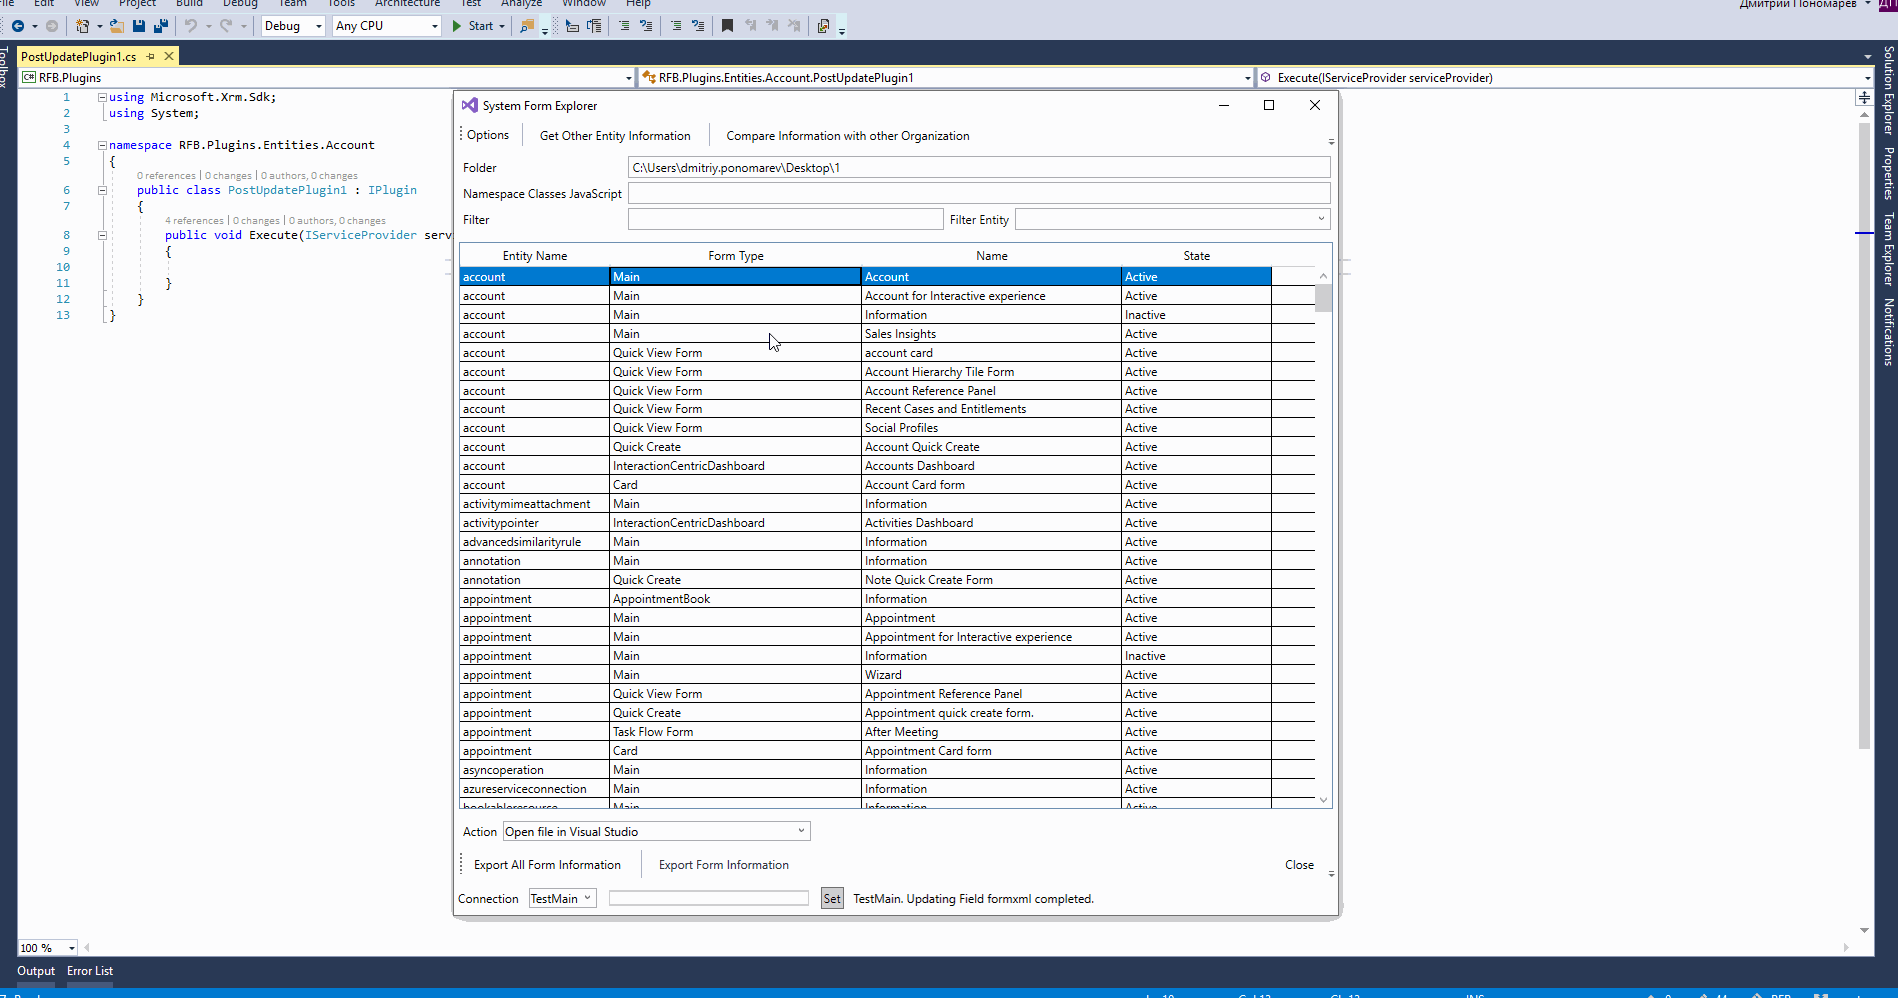 File Edit View Project Build Debug Team Tools Architecture Test Analyze Window Help Дмитрий Пономарев ДП
Debug Any CPU Start
Toolbox
PostUpdatePlugin1.cs
RFB.Plugins RFB.Plugins.Entities.Account.PostUpdatePlugin1 Execute(IServiceProvider serviceProvider)
1 using Microsoft.Xrm.Sdk;
2 using System;
3
4 namespace RFB.Plugins.Entities.Account
5 {
0 references | 0 changes | 0 authors, 0 changes
6 public class PostUpdatePlugin1 : IPlugin
7 {
4 references | 0 changes | 0 authors, 0 changes
8 public void Execute(IServiceProvider serv
9 {
10
11 }
12 }
13 }
System Form Explorer
Options Get Other Entity Information Compare Information with other Organization
Folder C:\Users\dmitriy.ponomarev\Desktop\1
Namespace Classes JavaScript
Filter Filter Entity
Entity Name Form Type Name State
account Main Account Active
account Main Account for Interactive experience Active
account Main Information Inactive
account Main Sales Insights Active
account Quick View Form account card Active
account Quick View Form Account Hierarchy Tile Form Active
account Quick View Form Account Reference Panel Active
account Quick View Form Recent Cases and Entitlements Active
account Quick View Form Social Profiles Active
account Quick Create Account Quick Create Active
account InteractionCentricDashboard Accounts Dashboard Active
account Card Account Card form Active
activitymimeattachment Main Information Active
activitypointer InteractionCentricDashboard Activities Dashboard Active
advancedsimilarityrule Main Information Active
annotation Main Information Active
annotation Quick Create Note Quick Create Form Active
appointment AppointmentBook Information Active
appointment Main Appointment Active
appointment Main Appointment for Interactive experience Active
appointment Main Information Inactive
appointment Main Wizard Active
appointment Quick View Form Appointment Reference Panel Active
appointment Quick Create Appointment quick create form. Active
appointment Task Flow Form After Meeting Active
appointment Card Appointment Card form Active
asyncoperation Main Information Active
azureserviceconnection Main Information Active
bookableresource Main Information Active
Action Open file in Visual Studio
Export All Form Information Export Form Information Close
Connection TestMain Set TestMain. Updating Field formxml completed.
Solution Explorer
Properties
Team Explorer
Notifications
100 %
Output Error List